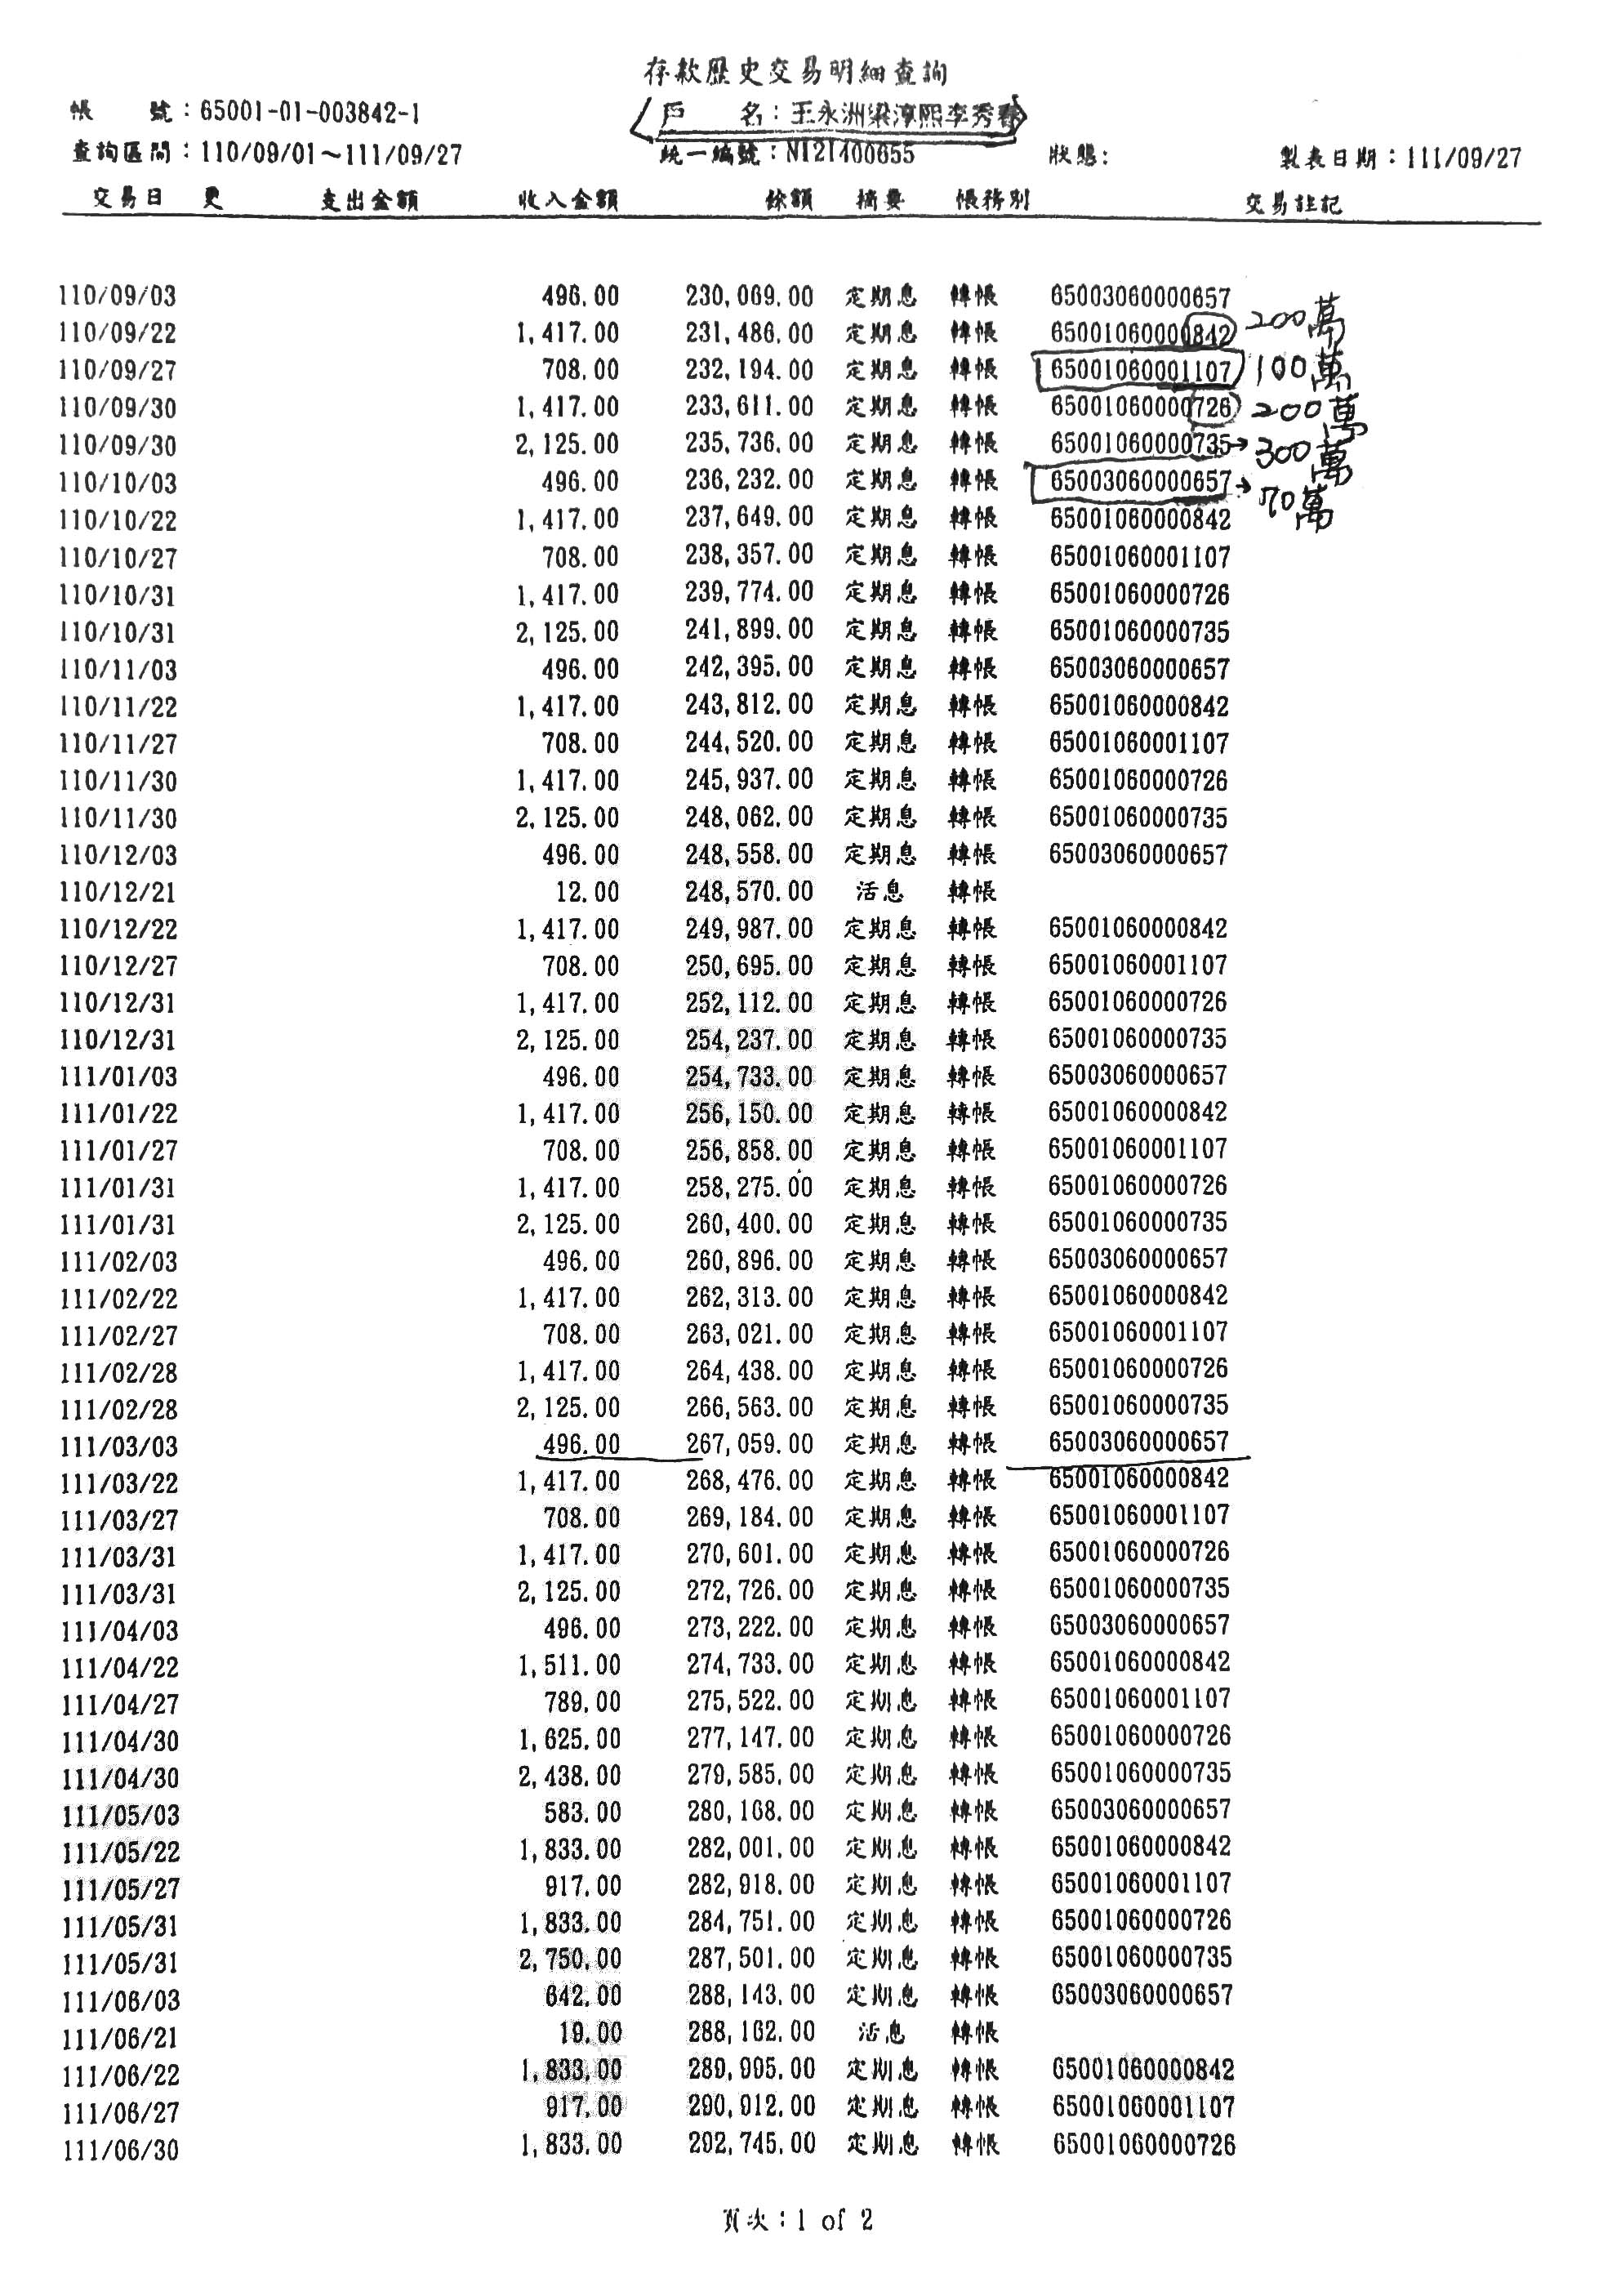 存款歷史交易明細查詢
帳 號：65001-01-003842-1 戶 名：王永洲梁淳熙李秀春
查詢區間：110/09/01～111/09/27 統一編號：N121400655 狀態: 製表日期：111/09/27
交易日 更 支出金額 收入金額 餘額 摘要 帳務別 交易註記
110/09/03 496.00 230,069.00 定期息 轉帳 65003060000657
110/09/22 1,417.00 231,486.00 定期息 轉帳 65001060000842 200萬
110/09/27 708.00 232,194.00 定期息 轉帳 65001060001107 100萬
110/09/30 1,417.00 233,611.00 定期息 轉帳 65001060000726 200萬
110/09/30 2,125.00 235,736.00 定期息 轉帳 65001060000735→300萬
110/10/03 496.00 236,232.00 定期息 轉帳 65003060000657→70萬
110/10/22 1,417.00 237,649.00 定期息 轉帳 65001060000842
110/10/27 708.00 238,357.00 定期息 轉帳 65001060001107
110/10/31 1,417.00 239,774.00 定期息 轉帳 65001060000726
110/10/31 2,125.00 241,899.00 定期息 轉帳 65001060000735
110/11/03 496.00 242,395.00 定期息 轉帳 65003060000657
110/11/22 1,417.00 243,812.00 定期息 轉帳 65001060000842
110/11/27 708.00 244,520.00 定期息 轉帳 65001060001107
110/11/30 1,417.00 245,937.00 定期息 轉帳 65001060000726
110/11/30 2,125.00 248,062.00 定期息 轉帳 65001060000735
110/12/03 496.00 248,558.00 定期息 轉帳 65003060000657
110/12/21 12.00 248,570.00 活息 轉帳
110/12/22 1,417.00 249,987.00 定期息 轉帳 65001060000842
110/12/27 708.00 250,695.00 定期息 轉帳 65001060001107
110/12/31 1,417.00 252,112.00 定期息 轉帳 65001060000726
110/12/31 2,125.00 254,237.00 定期息 轉帳 65001060000735
111/01/03 496.00 254,733.00 定期息 轉帳 65003060000657
111/01/22 1,417.00 256,150.00 定期息 轉帳 65001060000842
111/01/27 708.00 256,858.00 定期息 轉帳 65001060001107
111/01/31 1,417.00 258,275.00 定期息 轉帳 65001060000726
111/01/31 2,125.00 260,400.00 定期息 轉帳 65001060000735
111/02/03 496.00 260,896.00 定期息 轉帳 65003060000657
111/02/22 1,417.00 262,313.00 定期息 轉帳 65001060000842
111/02/27 708.00 263,021.00 定期息 轉帳 65001060001107
111/02/28 1,417.00 264,438.00 定期息 轉帳 65001060000726
111/02/28 2,125.00 266,563.00 定期息 轉帳 65001060000735
111/03/03 496.00 267,059.00 定期息 轉帳 65003060000657
111/03/22 1,417.00 268,476.00 定期息 轉帳 65001060000842
111/03/27 708.00 269,184.00 定期息 轉帳 65001060001107
111/03/31 1,417.00 270,601.00 定期息 轉帳 65001060000726
111/03/31 2,125.00 272,726.00 定期息 轉帳 65001060000735
111/04/03 496.00 273,222.00 定期息 轉帳 65003060000657
111/04/22 1,511.00 274,733.00 定期息 轉帳 65001060000842
111/04/27 789.00 275,522.00 定期息 轉帳 65001060001107
111/04/30 1,625.00 277,147.00 定期息 轉帳 65001060000726
111/04/30 2,438.00 279,585.00 定期息 轉帳 65001060000735
111/05/03 583.00 280,168.00 定期息 轉帳 65003060000657
111/05/22 1,833.00 282,001.00 定期息 轉帳 65001060000842
111/05/27 917.00 282,918.00 定期息 轉帳 65001060001107
111/05/31 1,833.00 284,751.00 定期息 轉帳 65001060000726
111/05/31 2,750.00 287,501.00 定期息 轉帳 65001060000735
111/06/03 642.00 288,143.00 定期息 轉帳 65003060000657
111/06/21 19.00 288,162.00 活息 轉帳
111/06/22 1,833.00 289,995.00 定期息 轉帳 65001060000842
111/06/27 917.00 290,912.00 定期息 轉帳 65001060001107
111/06/30 1,833.00 292,745.00 定期息 轉帳 65001060000726
頁次：1 of 2